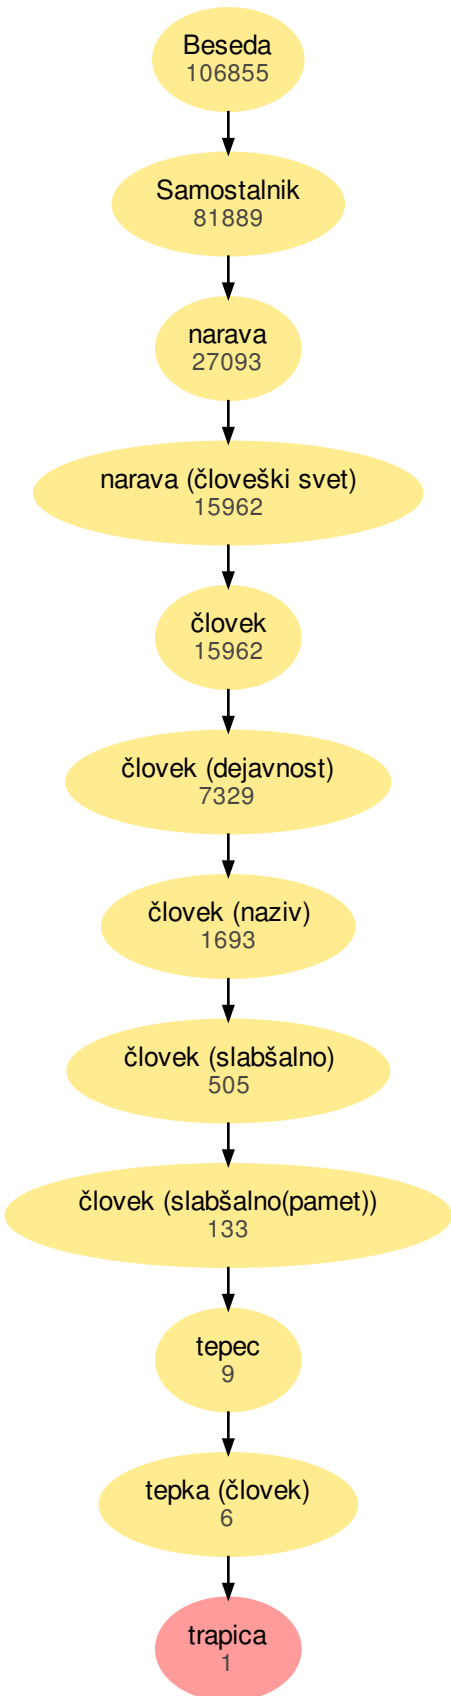 Beseda
106855
Samostalnik
81889
narava
27093
narava (človeški svet)
15962
človek
15962
človek (dejavnost)
7329
človek (naziv)
1693
človek (slabšalno)
505
človek (slabšalno(pamet))
133
tepec
9
tepka (človek)
6
trapica
1